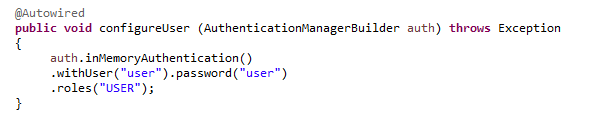 @Autowired
public void configureUser (AuthenticationManagerBuilder auth) throws Exception
{
auth.inMemoryAuthentication()
.withUser("user").password("user")
.roles("USER");
}